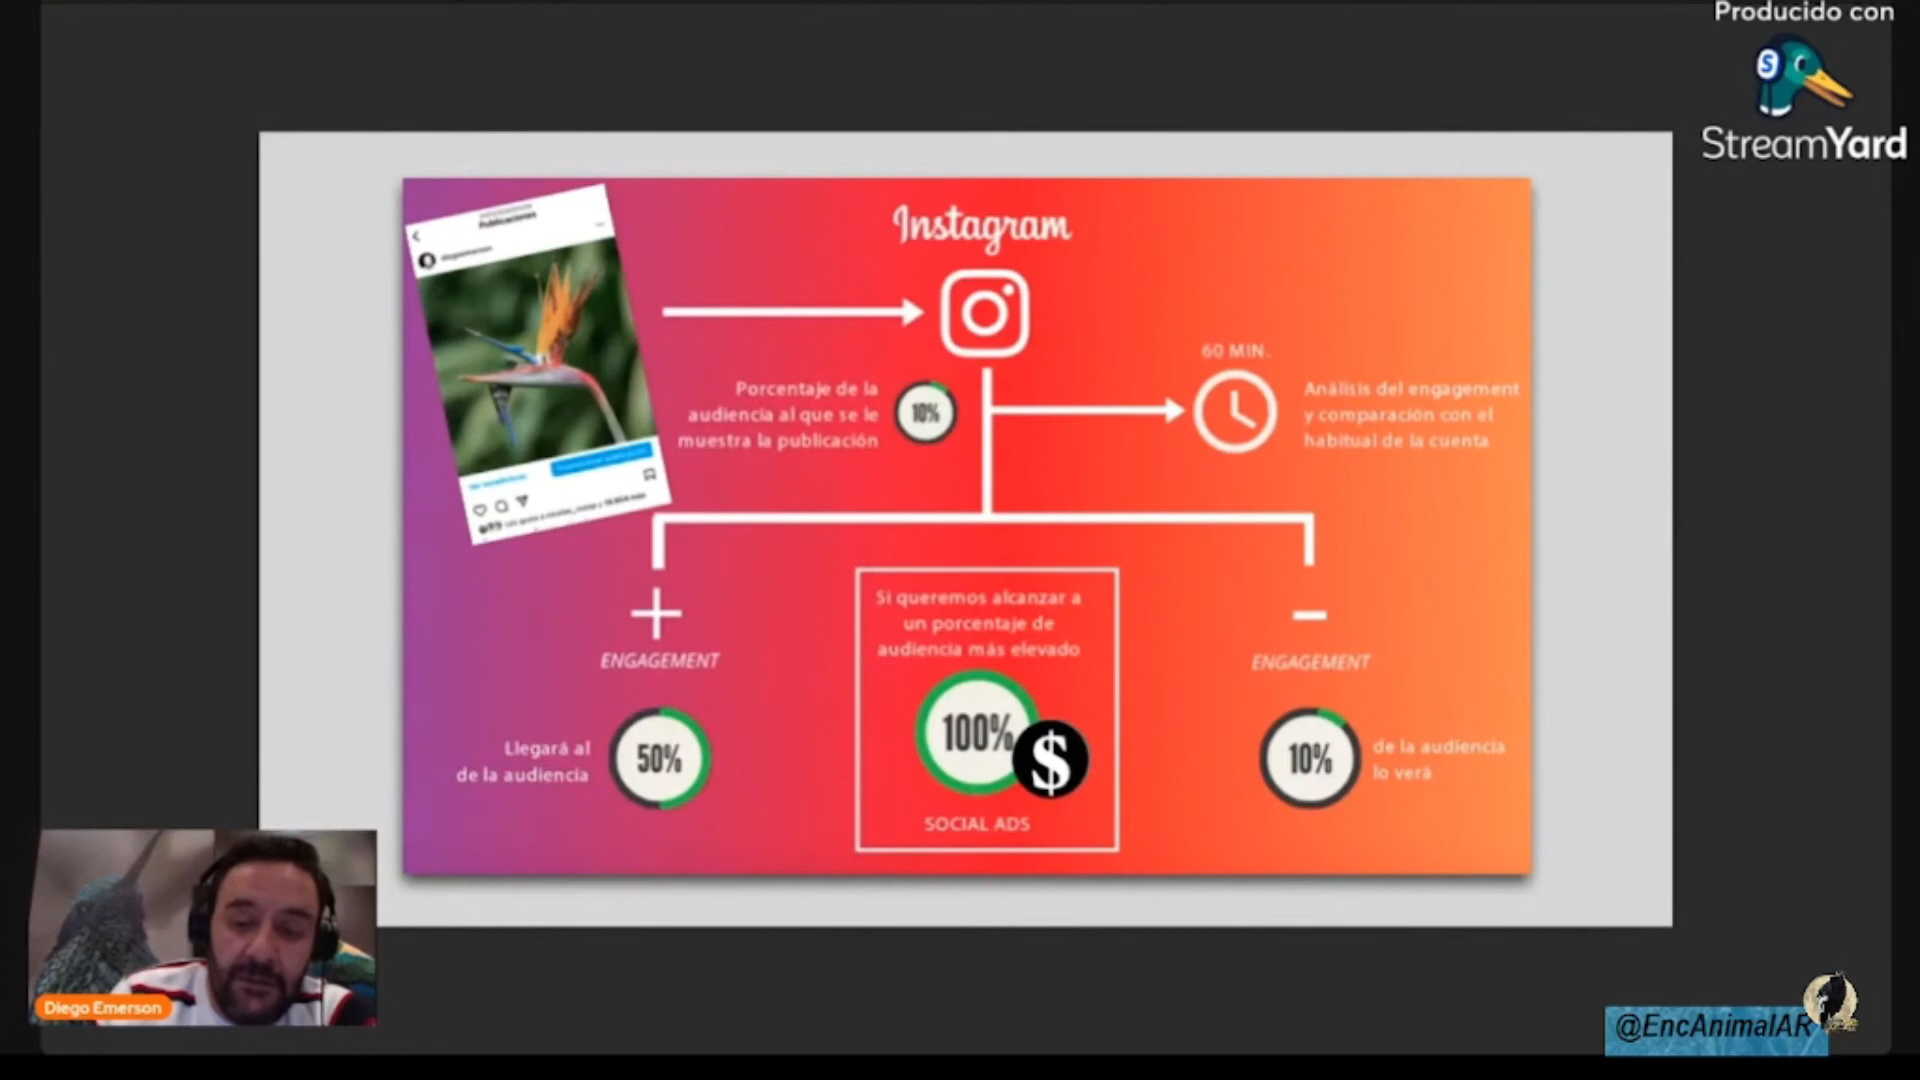 Producido con
StreamYard
Publicaciones
Instagram
60 MIN.
Porcentaje de la
audiencia al que se le
muestra la publicación
10%
Análisis del engagement
y comparación con el
habitual de la cuenta
ENGAGEMENT
Llegará al
de la audiencia
50%
Si queremos alcanzar a
un porcentaje de
audiencia más elevado
100%
$
SOCIAL ADS
ENGAGEMENT
10%
de la audiencia
lo verá
Diego Emerson
@EncAnimalAR